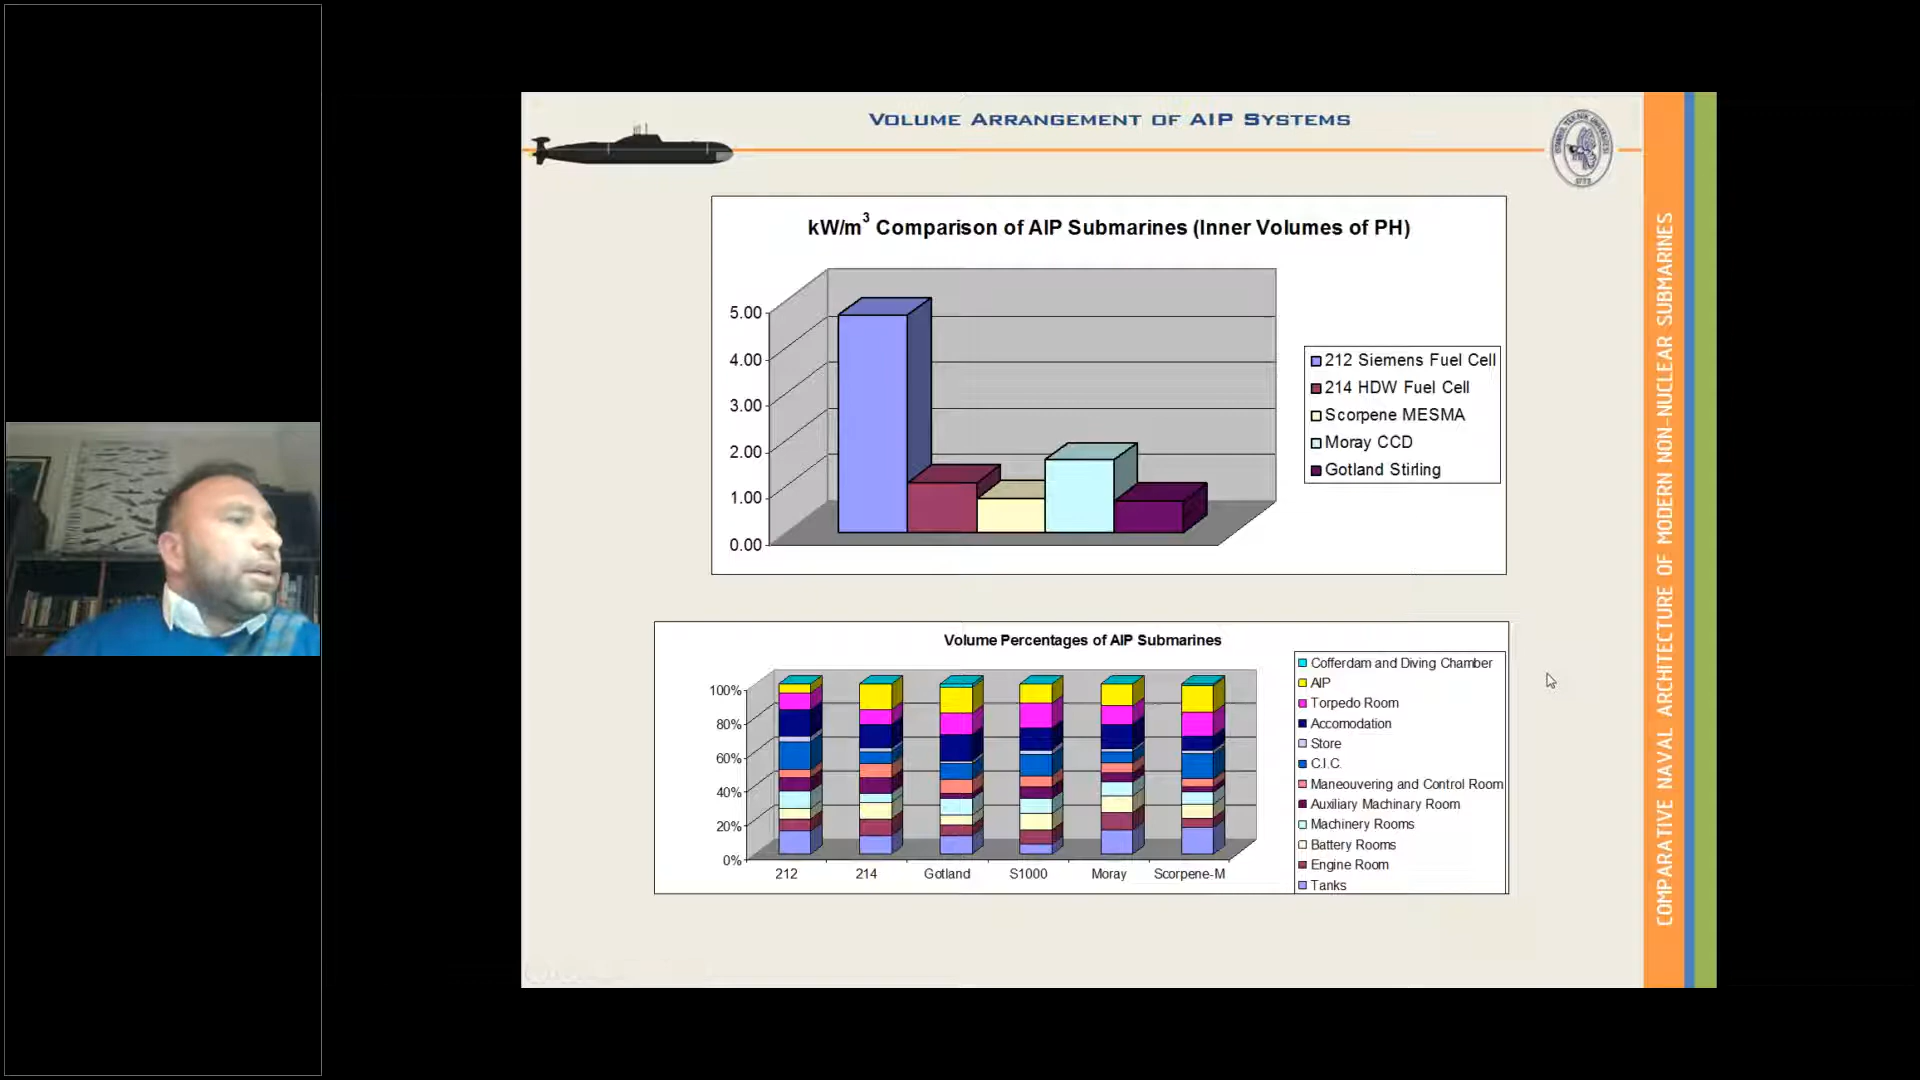 VOLUME ARRANGEMENT OF AIP SYSTEMS
kW/m³ Comparison of AIP Submarines (Inner Volumes of PH)
5.00
4.00
3.00
2.00
1.00
0.00
212 Siemens Fuel Cell
214 HDW Fuel Cell
Scorpene MESMA
Moray CCD
Gotland Stirling
Volume Percentages of AIP Submarines
100%
80%
60%
40%
20%
0%
212 214 Gotland S1000 Moray Scorpene-M
Cofferdam and Diving Chamber
AIP
Torpedo Room
Accomodation
Store
C.I.C.
Maneouvering and Control Room
Auxiliary Machinary Room
Machinery Rooms
Battery Rooms
Engine Room
Tanks
COMPARATIVE NAVAL ARCHITECTURE OF MODERN NON-NUCLEAR SUBMARINES